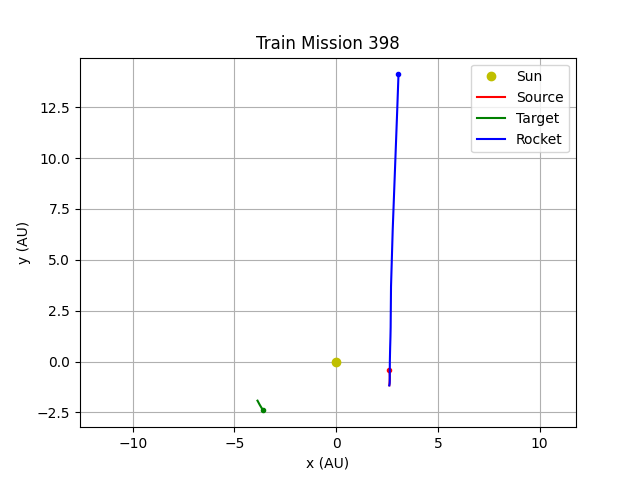 Train Mission 398
Sun
Source
Target
Rocket
12.5
10.0
7.5
5.0
2.5
0.0
−2.5
y (AU)
−10
−5
0
5
10
x (AU)